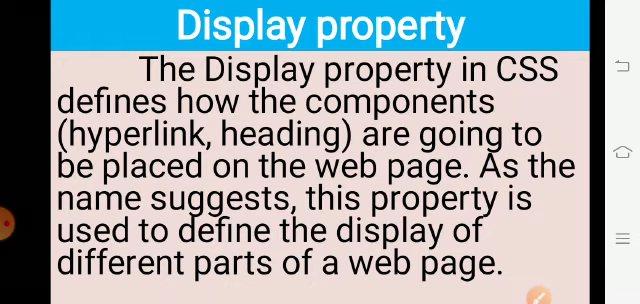 Display property
The Display property in CSS
defines how the components
(hyperlink, heading) are going to
be placed on the web page. As the
name suggests, this property is
used to define the display of
different parts of a web page.